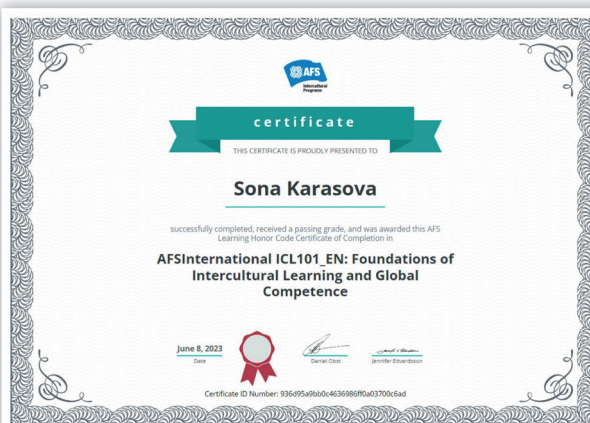 AFS
Intercultural
Programs
certificate
THIS CERTIFICATE IS PROUDLY PRESENTED TO
Sona Karasova
successfully completed, received a passing grade, and was awarded this AFS
Learning Honor Code Certificate of Completion in
AFSInternational ICL101_EN: Foundations of
Intercultural Learning and Global
Competence
June 8, 2023
Date
Daniel Obst
Jennifer Edvardsson
Certificate ID Number: 936d95a9bb0c4636986ff0a03700c6ad